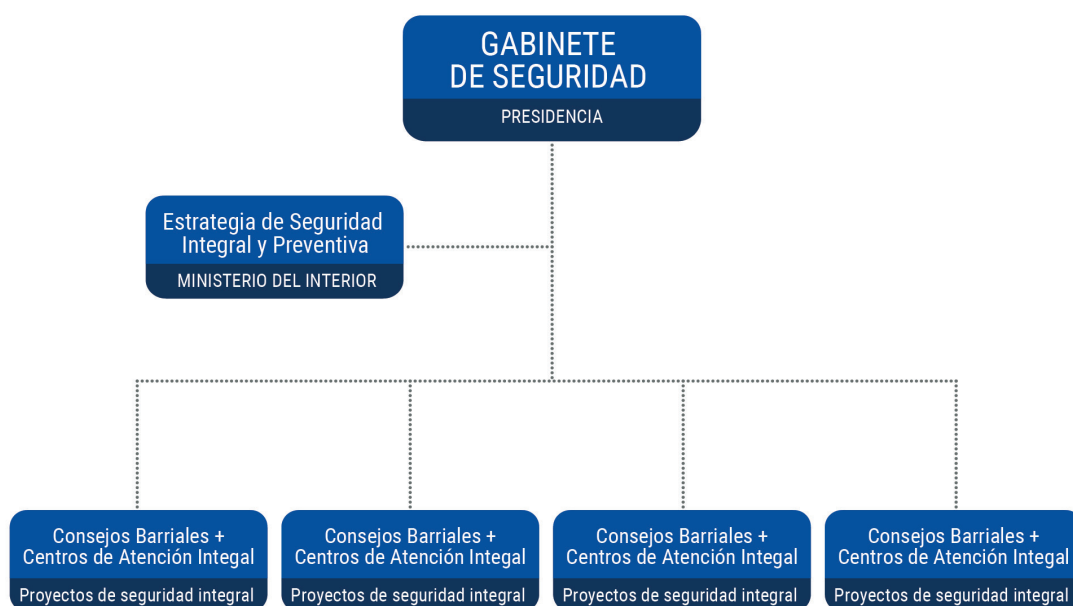 GABINETE
DE SEGURIDAD
PRESIDENCIA
Estrategia de Seguridad
Integral y Preventiva
MINISTERIO DEL INTERIOR
Consejos Barriales +
Centros de Atención Integal
Proyectos de seguridad integral
Consejos Barriales +
Centros de Atención Integal
Proyectos de seguridad integral
Consejos Barriales +
Centros de Atención Integal
Proyectos de seguridad integral
Consejos Barriales +
Centros de Atención Integal
Proyectos de seguridad integral